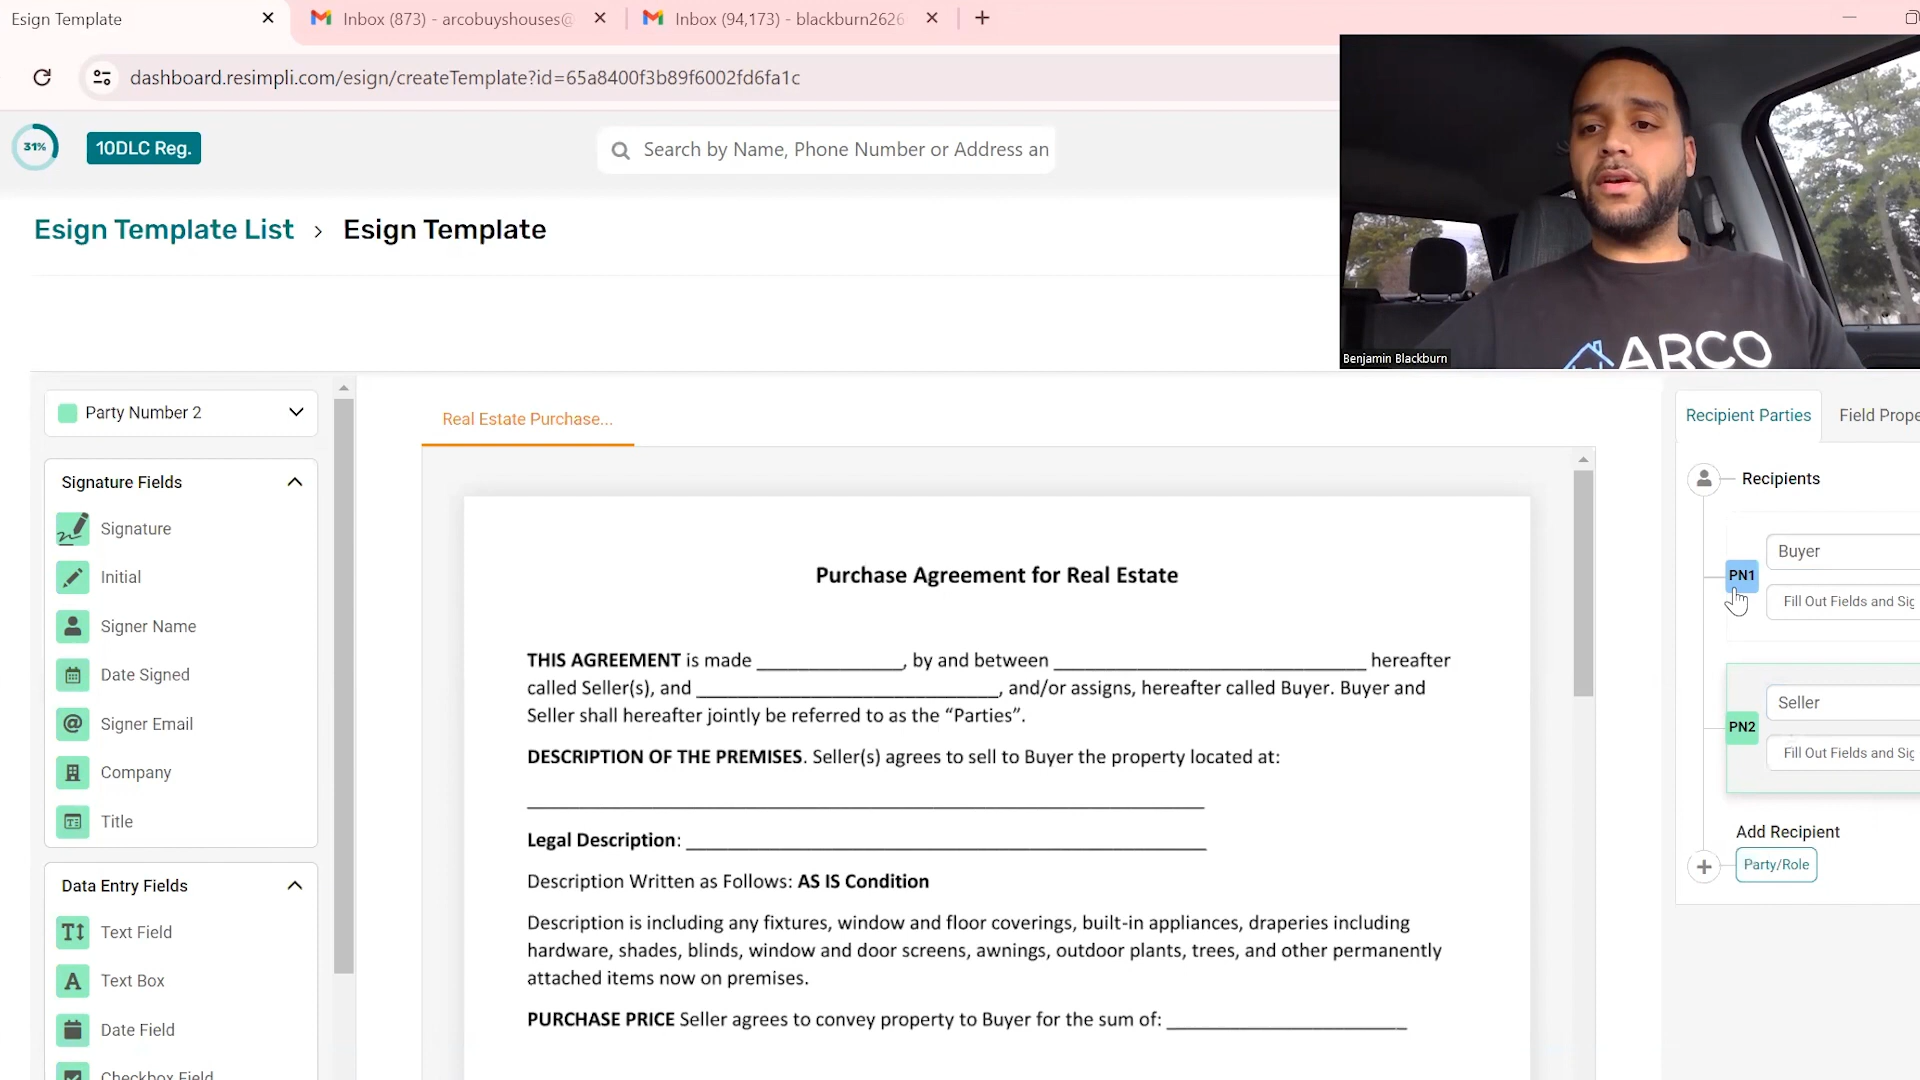 Esign Template
Inbox (873) - arcobuyshouses@
Inbox (94,173) - blackburn2626
dashboard.resimpli.com/esign/createTemplate?id=65a8400f3b89f6002fd6fa1c
31%
10DLC Reg.
Search by Name, Phone Number or Address an
Benjamin Blackburn
ARCO
Esign Template List > Esign Template
Party Number 2
Signature Fields
Signature
Initial
Signer Name
Date Signed
Signer Email
Company
Title
Data Entry Fields
Text Field
Text Box
Date Field
Checkbox Field
Real Estate Purchase...
Purchase Agreement for Real Estate
THIS AGREEMENT is made _______________, by and between ________________________________ hereafter
called Seller(s), and _______________________________, and/or assigns, hereafter called Buyer. Buyer and
Seller shall hereafter jointly be referred to as the “Parties”.
DESCRIPTION OF THE PREMISES. Seller(s) agrees to sell to Buyer the property located at:
______________________________________________________________________
Legal Description: ______________________________________________________
Description Written as Follows: AS IS Condition
Description is including any fixtures, window and floor coverings, built-in appliances, draperies including
hardware, shades, blinds, window and door screens, awnings, outdoor plants, trees, and other permanently
attached items now on premises.
PURCHASE PRICE Seller agrees to convey property to Buyer for the sum of: _________________________
Recipient Parties
Field Prope
Recipients
PN1
Buyer
Fill Out Fields and Sig
PN2
Seller
Fill Out Fields and Sig
Add Recipient
Party/Role